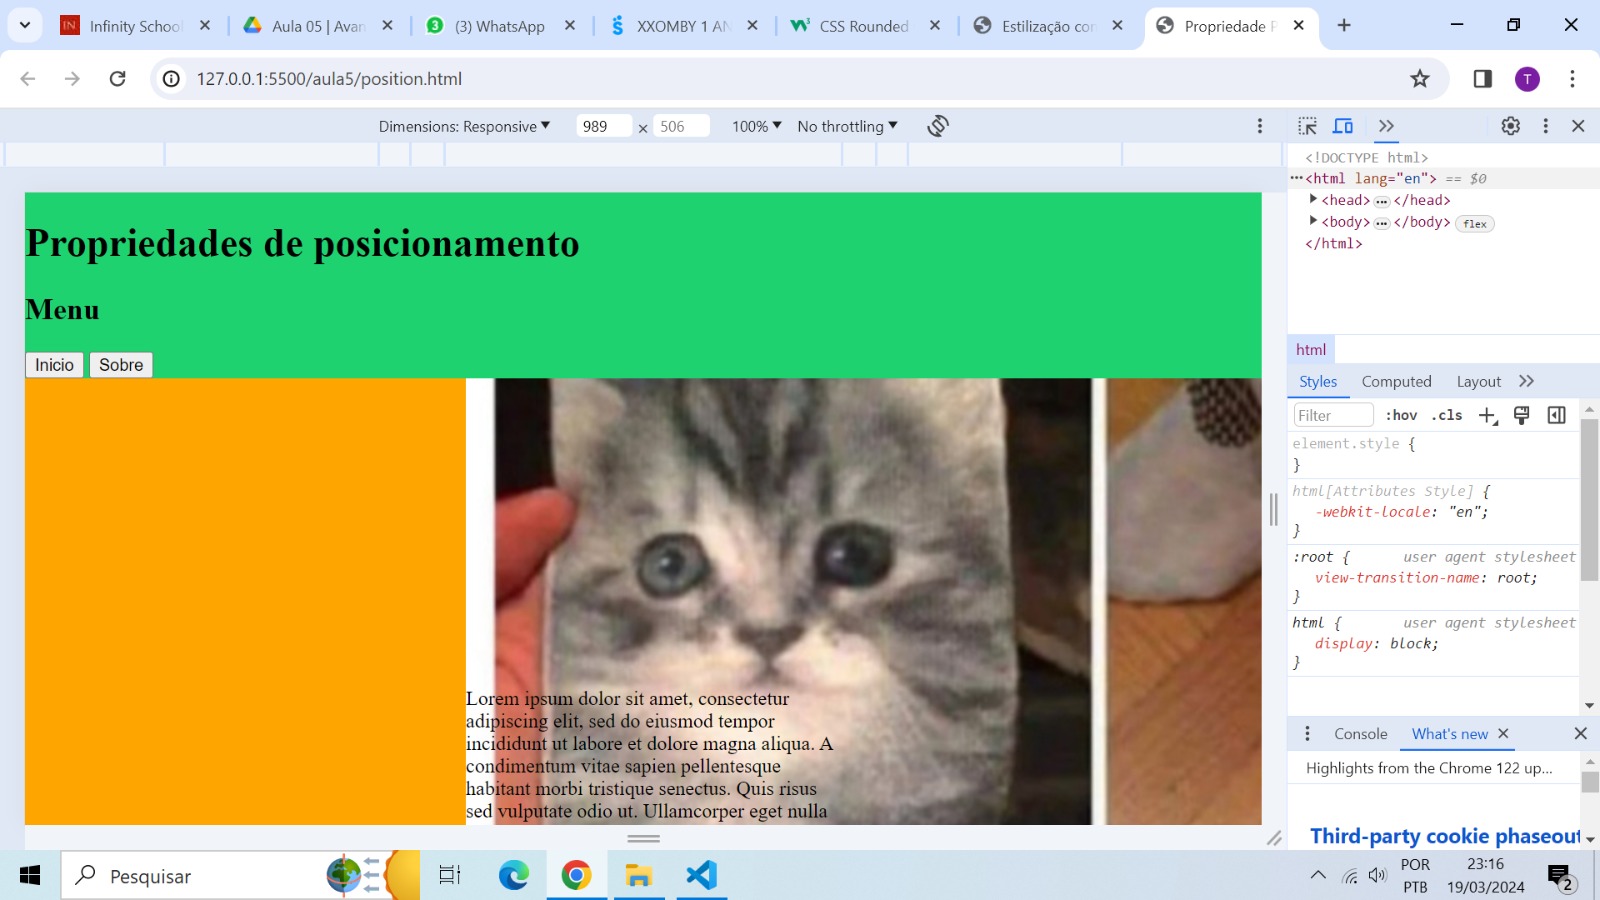 Infinity School
Aula 05 | Avan
(3) WhatsApp
XXOMBY 1 AN
CSS Rounded
Estilização con
Propriedade P
127.0.0.1:5500/aula5/position.html
T
Dimensions: Responsive
989 × 506
100%
No throttling
Propriedades de posicionamento
Menu
Inicio
Sobre
Lorem ipsum dolor sit amet, consectetur
adipiscing elit, sed do eiusmod tempor
incididunt ut labore et dolore magna aliqua. A
condimentum vitae sapien pellentesque
habitant morbi tristique senectus. Quis risus
sed vulputate odio ut. Ullamcorper eget nulla
<!DOCTYPE html>
<html lang="en"> == $0
<head> </head>
<body> </body> flex
</html>
html
Styles Computed Layout
Filter :hov .cls
element.style {
}
html[Attributes Style] {
-webkit-locale: "en";
}
:root { user agent stylesheet
view-transition-name: root;
}
html { user agent stylesheet
display: block;
}
Console What's new
Highlights from the Chrome 122 up...
Third-party cookie phaseout
Pesquisar
POR
PTB
23:16
19/03/2024
2